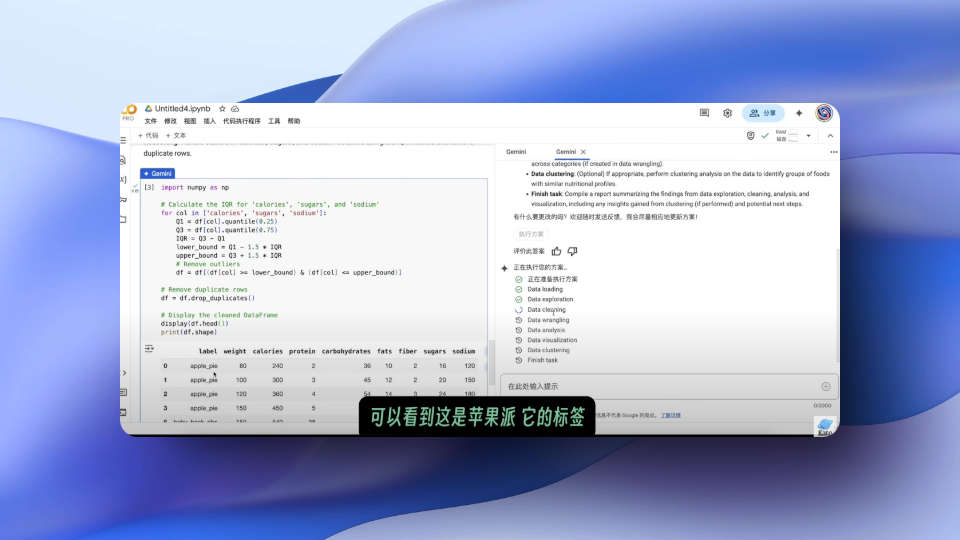 PRO
Untitled4.ipynb
文件 修改 视图 插入 代码执行程序 工具 帮助
分享
+ 代码 + 文本
RAM
磁盘
duplicate rows.
Gemini
[3] import numpy as np
# Calculate the IQR for 'calories', 'sugars', and 'sodium'
for col in ['calories', 'sugars', 'sodium']:
Q1 = df[col].quantile(0.25)
Q3 = df[col].quantile(0.75)
IQR = Q3 - Q1
lower_bound = Q1 - 1.5 * IQR
upper_bound = Q3 + 1.5 * IQR
# Remove outliers
df = df[(df[col] >= lower_bound) & (df[col] <= upper_bound)]
# Remove duplicate rows
df = df.drop_duplicates()
# Display the cleaned DataFrame
display(df.head())
print(df.shape)
label weight calories protein carbohydrates fats fiber sugars sodium
0 apple_pie 80 240 2 36 10 2 16 120
1 apple_pie 100 300 3 45 12 2 20 150
2 apple_pie 120 360 4 54 14 3 24 180
3 apple_pie 150 450 5
Gemini Gemini
across categories (if created in data wrangling).
• Data clustering: (Optional) If appropriate, perform clustering analysis on the data to identify groups of foods
with similar nutritional profiles.
• Finish task: Compile a report summarizing the findings from data exploration, cleaning, analysis, and
visualization, including any insights gained from clustering (if performed) and potential next steps.
有什么要更改的吗？欢迎随时发送反馈，我会尽量相应地更新方案！
执行方案
评价此答案
正在执行您的方案...
正在准备执行方案
Data loading
Data exploration
Data cleaning
Data wrangling
Data analysis
Data visualization
Data clustering
Finish task
在此处输入提示
0/2000
信息不代表 Google 的观点。 了解详情
可以看到这是苹果派 它的标签
Kate